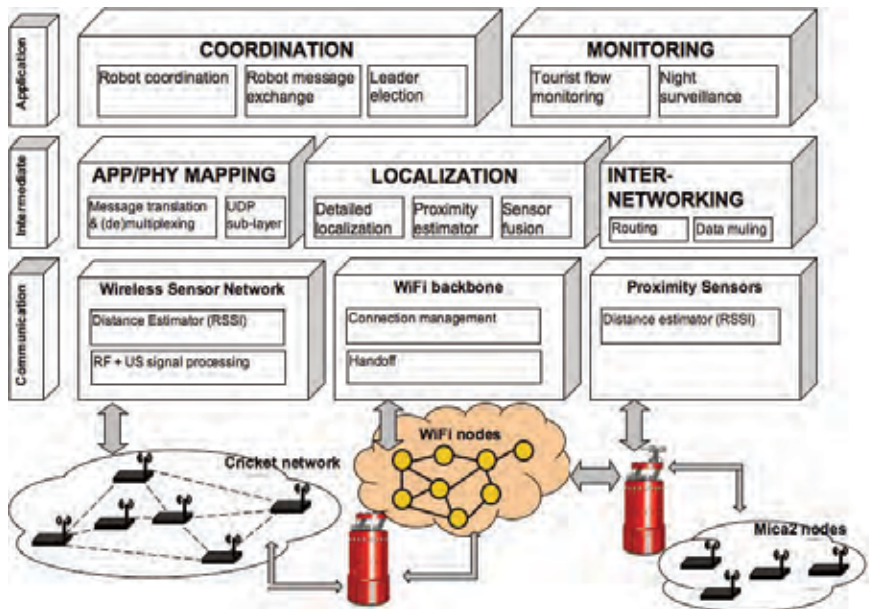 Application
COORDINATION
Robot coordination
Robot message
exchange
Leader
election
MONITORING
Tourist flow
monitoring
Night
surveillance
Intermediate
APP/PHY MAPPING
Message translation
& (de)multiplexing
UDP
sub-layer
LOCALIZATION
Detailed
localization
Proximity
estimator
Sensor
fusion
INTER-
NETWORKING
Routing
Data muling
Communication
Wireless Sensor Network
Distance Estimator (RSSI)
RF + US signal processing
WiFi backbone
Connection management
Handoff
Proximity Sensors
Distance estimator (RSSI)
Cricket network
WiFi nodes
Mica2 nodes